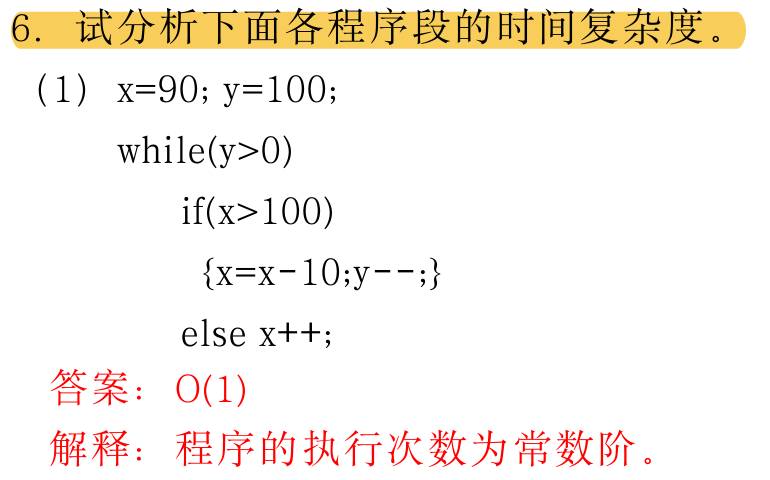 6. 试分析下面各程序段的时间复杂度。
(1) x=90; y=100;
while(y>0)
if(x>100)
{x=x-10;y--;}
else x++;
答案: O(1)
解释: 程序的执行次数为常数阶。